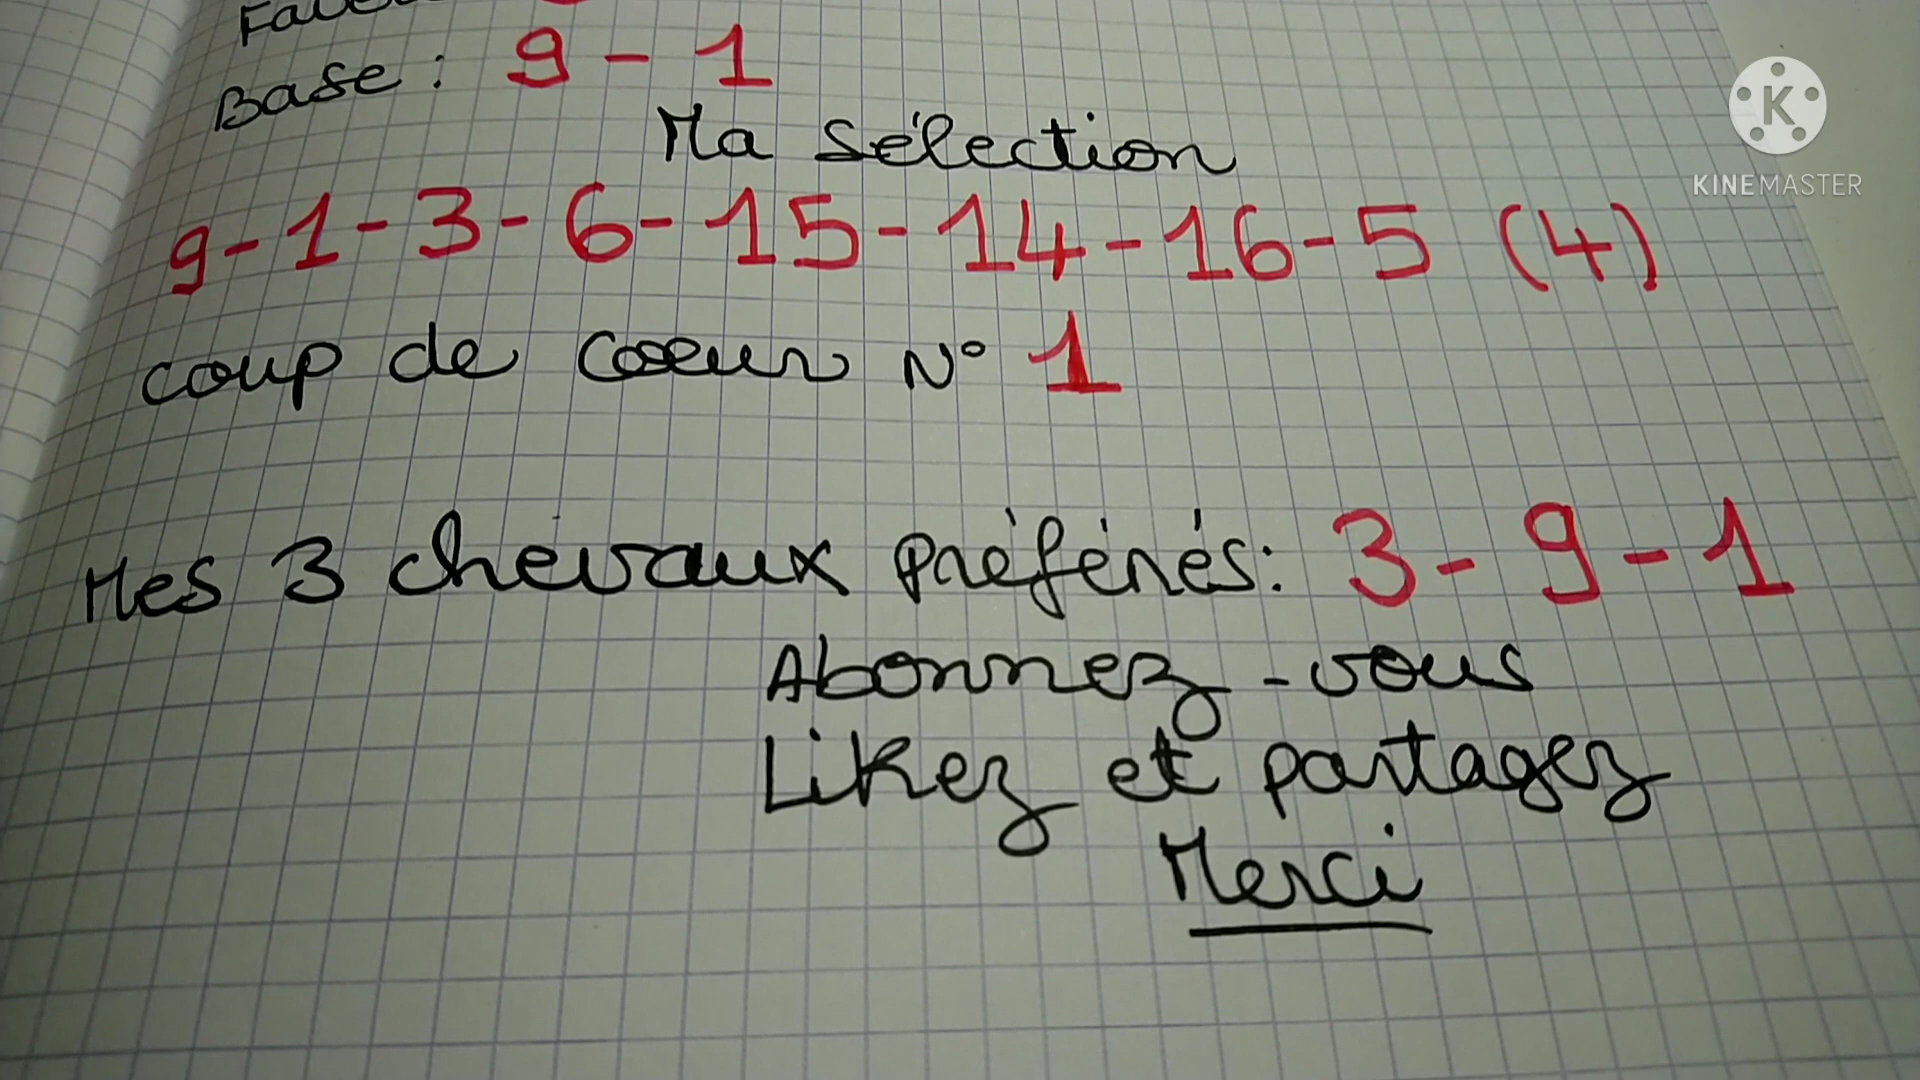 Base : 9 - 1
Ma sélection
9-1-3-6-15-14-16-5 (4)
coup de coeur N° 1
Mes 3 chevaux préférés: 3-9-1
Abonnez-vous
Likez et partagez
Merci
K
KINEMASTER